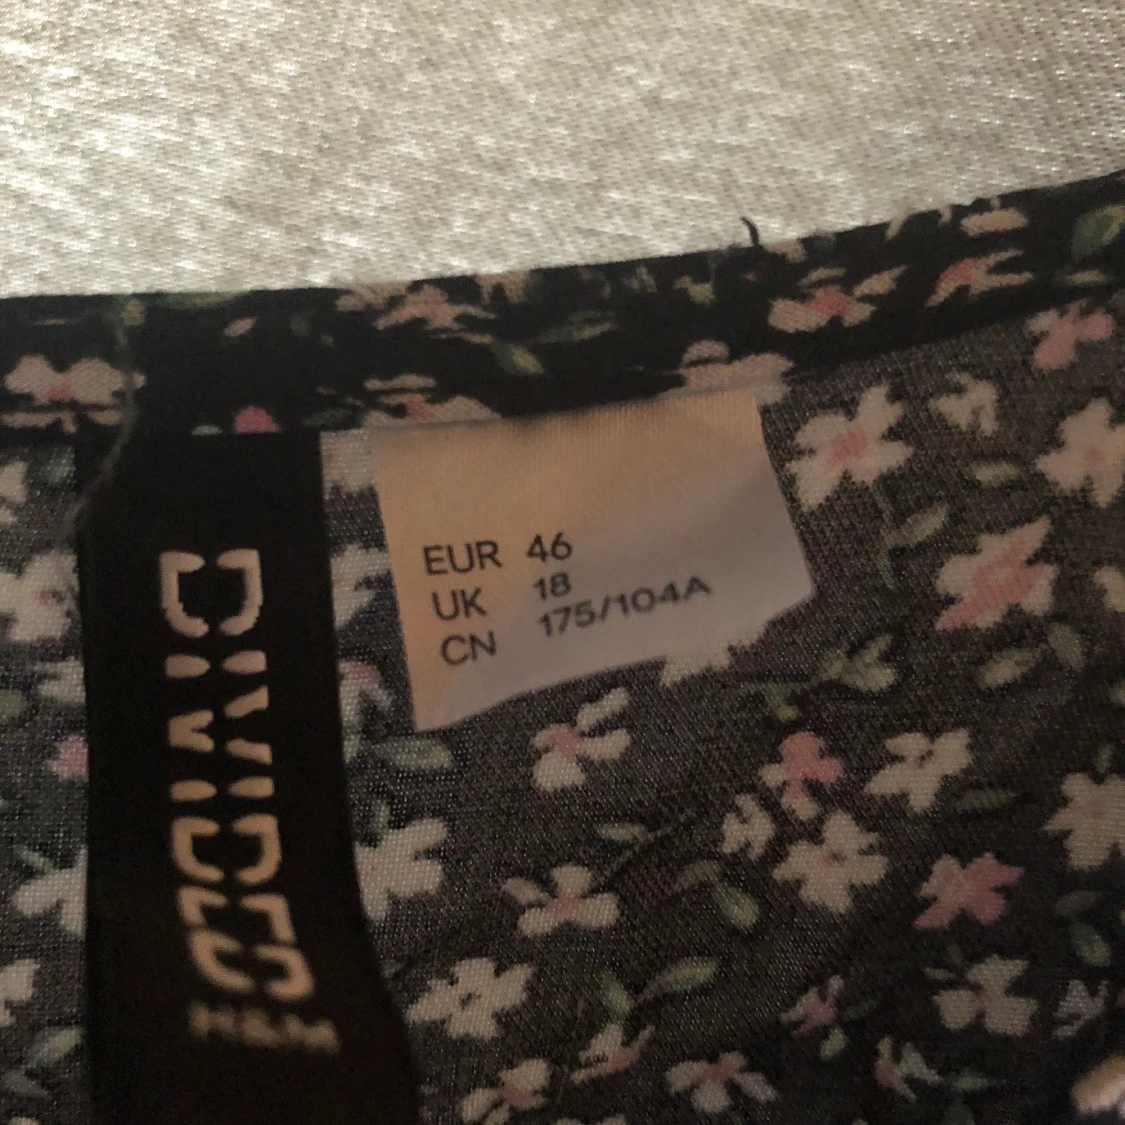 EUR 46
UK 18
CN 175/104A
DIVIDED
H&M